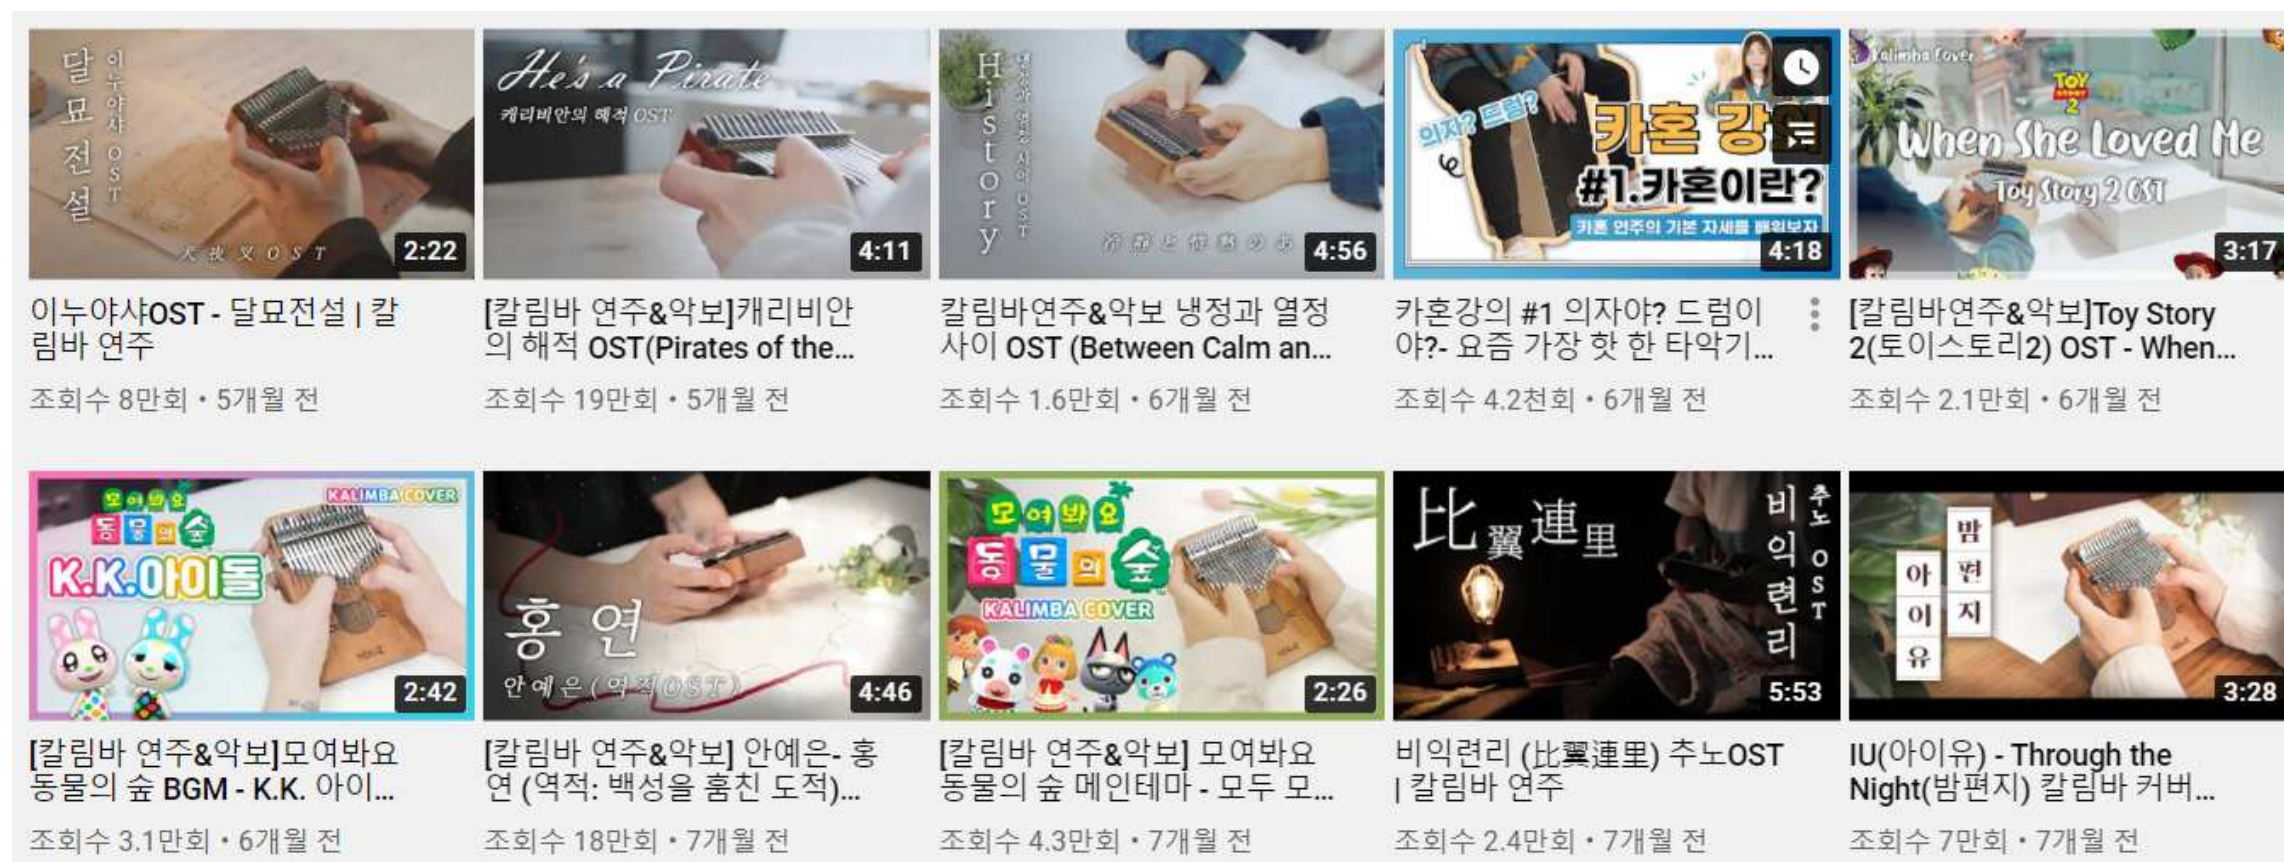 달묘전설
이누야샤 OST
犬夜叉 OST
2:22
이누야샤OST - 달묘전설 | 칼
림바 연주
조회수 8만회 • 5개월 전
He's a Pirate
캐리비안의 해적 OST
4:11
[칼림바 연주&악보]캐리비안
의 해적 OST(Pirates of the...
조회수 19만회 • 5개월 전
History
냉정과 열정 사이 OST
4:56
칼림바연주&악보 냉정과 열정
사이 OST (Between Calm an...
조회수 1.6만회 • 6개월 전
의자? 드럼?
카혼 강
#1.카혼이란?
카혼 연주의 기본 자세를 배워보자
4:18
카혼강의 #1 의자야? 드럼이
야?- 요즘 가장 핫 한 타악기...
조회수 4.2천회 • 6개월 전
Kalimba Cover
TOY
STORY
2
When She Loved Me
Toy Story 2 OST
3:17
[칼림바연주&악보]Toy Story
2(토이스토리2) OST - When...
조회수 2.1만회 • 6개월 전
모여봐요
동물의 숲
KALIMBA COVER
K.K.아이돌
2:42
[칼림바 연주&악보]모여봐요
동물의 숲 BGM - K.K. 아이...
조회수 3.1만회 • 6개월 전
홍연
안예은(역적OST)
4:46
[칼림바 연주&악보] 안예은- 홍
연 (역적: 백성을 훔친 도적)...
조회수 18만회 • 7개월 전
모여봐요
동물의 숲
KALIMBA COVER
2:26
[칼림바 연주&악보] 모여봐요
동물의 숲 메인테마 - 모두 모...
조회수 4.3만회 • 7개월 전
比翼連里
비익련리
추노 OST
5:53
비익련리 (比翼連里) 추노OST
| 칼림바 연주
조회수 2.4만회 • 7개월 전
밤편지
아이유
3:28
IU(아이유) - Through the
Night(밤편지) 칼림바 커버...
조회수 7만회 • 7개월 전